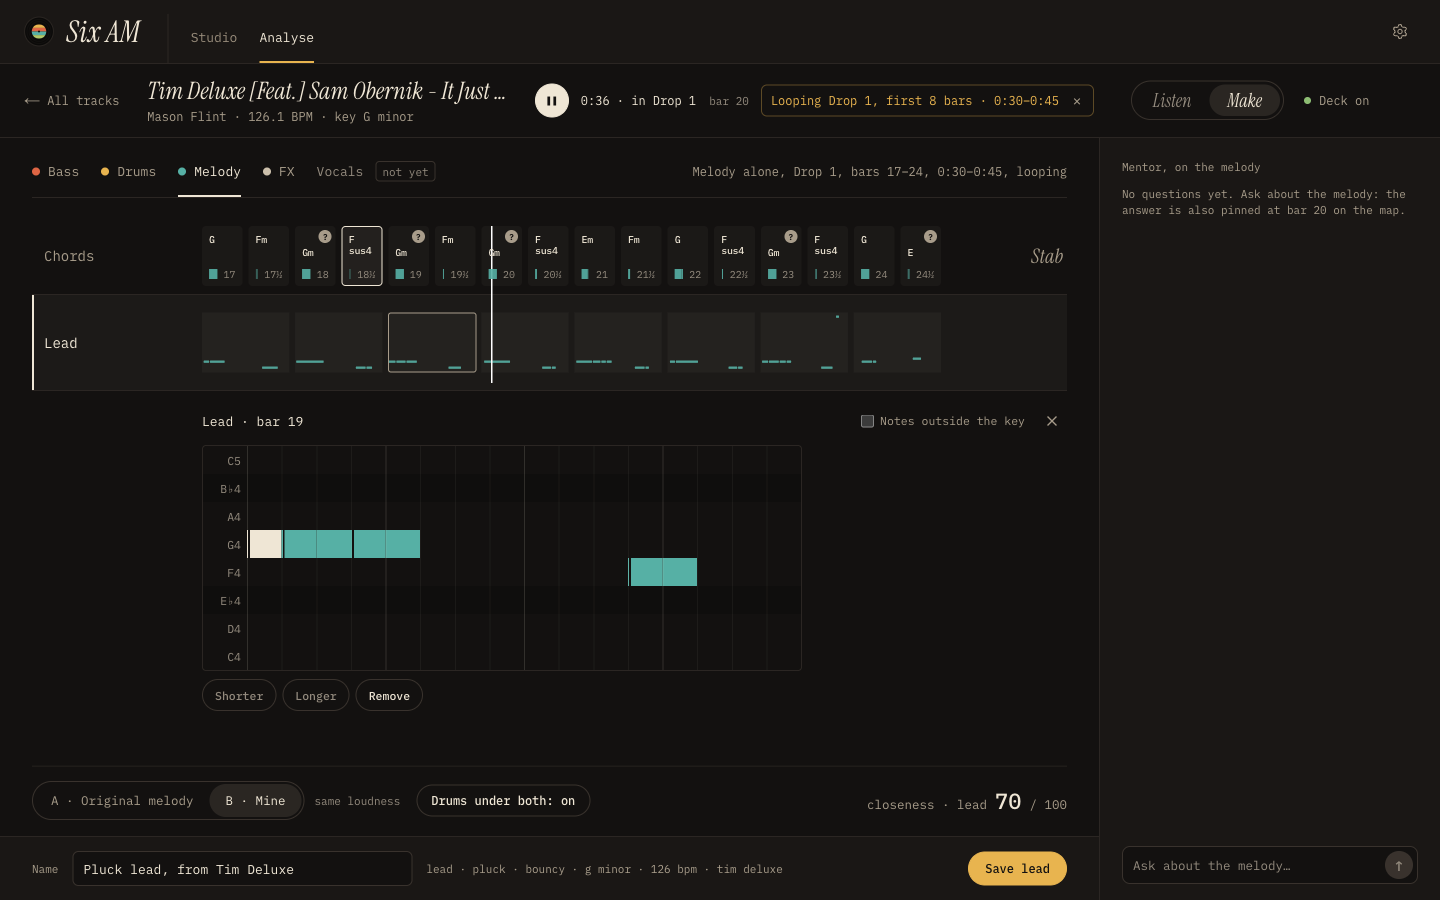 Six AM
Studio
Analyse
← All tracks
Tim Deluxe [Feat.] Sam Obernik - It Just ...
Mason Flint · 126.1 BPM · key G minor
0:36 · in Drop 1
bar 20
Looping Drop 1, first 8 bars · 0:30–0:45 ×
Listen
Make
Deck on
Bass
Drums
Melody
FX
Vocals
not yet
Melody alone, Drop 1, bars 17–24, 0:30–0:45, looping
Mentor, on the melody
No questions yet. Ask about the melody: the
answer is also pinned at bar 20 on the map.
Chords
G
17
Fm
17½
?
Gm
18
F
sus4
18½
?
Gm
19
Fm
19½
?
Gm
20
F
sus4
20½
Em
21
Fm
21½
G
22
F
sus4
22½
?
Gm
23
F
sus4
23½
G
24
?
E
24½
Stab
Lead
Lead · bar 19
Notes outside the key
×
C5
B♭4
A4
G4
F4
E♭4
D4
C4
Shorter
Longer
Remove
A · Original melody
B · Mine
same loudness
Drums under both: on
closeness · lead 70 / 100
Name
Pluck lead, from Tim Deluxe
lead · pluck · bouncy · g minor · 126 bpm · tim deluxe
Save lead
Ask about the melody…
↑